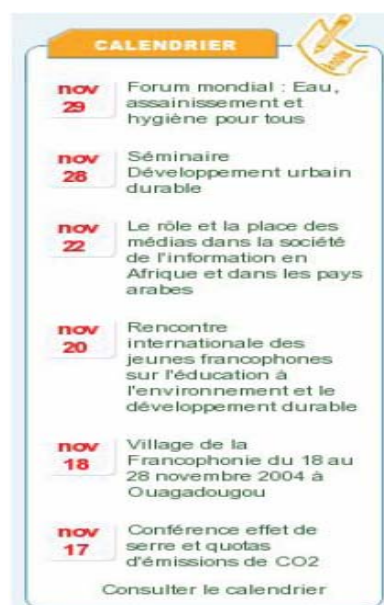 CALENDRIER
nov 29
Forum mondial : Eau,
assainissement et
hygiène pour tous
nov 28
Séminaire
Développement urbain
durable
nov 22
Le rôle et la place des
médias dans la société
de l'information en
Afrique et dans les pays
arabes
nov 20
Rencontre
internationale des
jeunes francophones
sur l'éducation à
l'environnement et le
développement durable
nov 18
Village de la
Francophonie du 18 au
28 novembre 2004 à
Ouagadougou
nov 17
Conférence effet de
serre et quotas
d'émissions de CO2
Consulter le calendrier